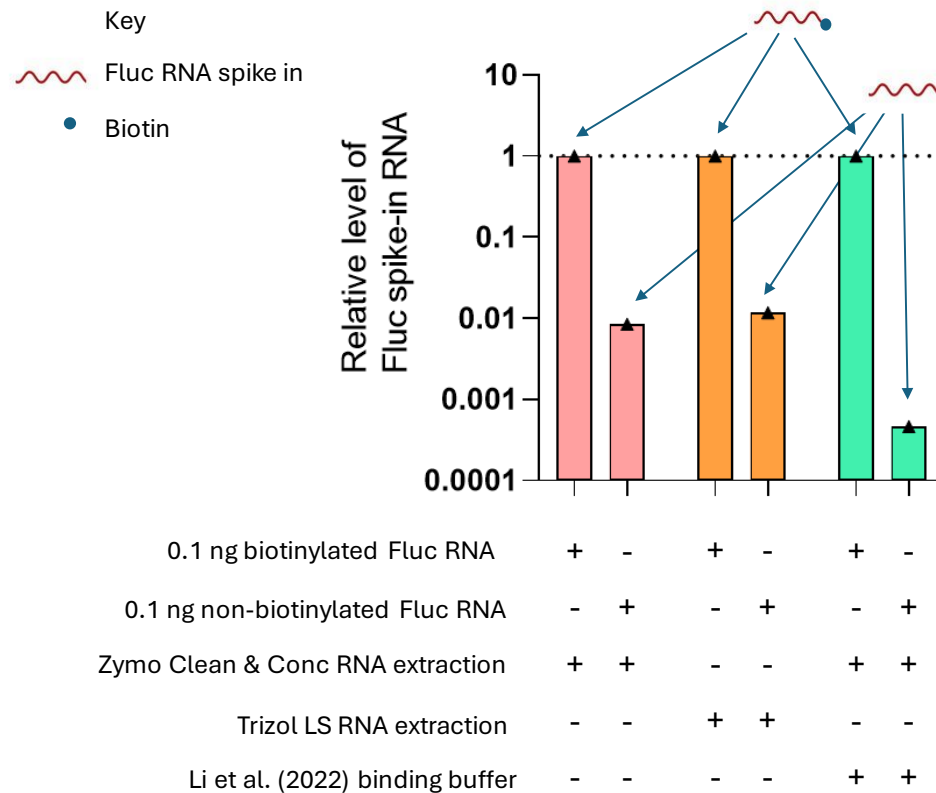 Key
Fluc RNA spike in
Biotin
Relative level of
Fluc spike-in RNA
10
1
0.1
0.01
0.001
0.0001
0.1 ng biotinylated Fluc RNA + - + - + -
0.1 ng non-biotinylated Fluc RNA - + - + - +
Zymo Clean & Conc RNA extraction + + - - + +
Trizol LS RNA extraction - - + + - -
Li et al. (2022) binding buffer - - - - + +